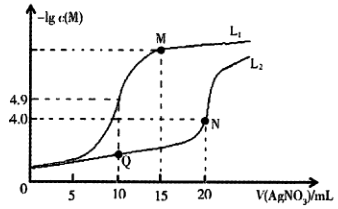 −lg c(M)
M
L₁
L₂
4.9
4.0
N
Q
0
5
10
15
20
V(AgNO₃)/mL